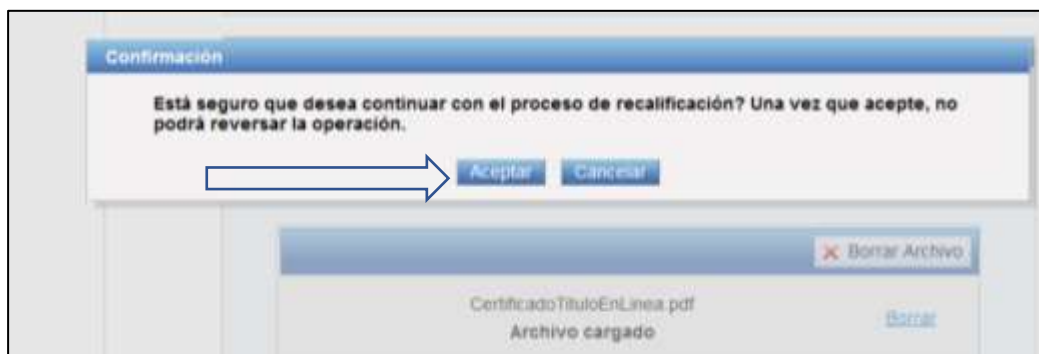 Confirmación
Está seguro que desea continuar con el proceso de recalificación? Una vez que acepte, no
podrá reversar la operación.
Aceptar Cancelar
Borrar Archivo
CertificadoTituloEnLinea.pdf
Borrar
Archivo cargado